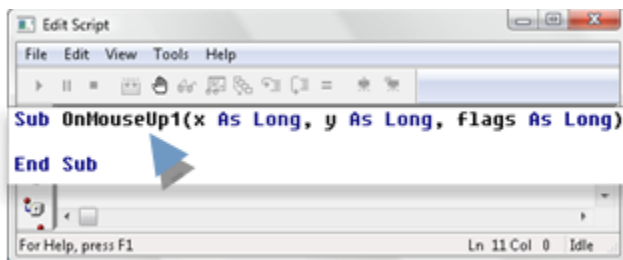 Edit Script
File Edit View Tools Help
Sub OnMouseUp1(x As Long, y As Long, flags As Long)
End Sub
For Help, press F1 Ln 11 Col 0 Idle